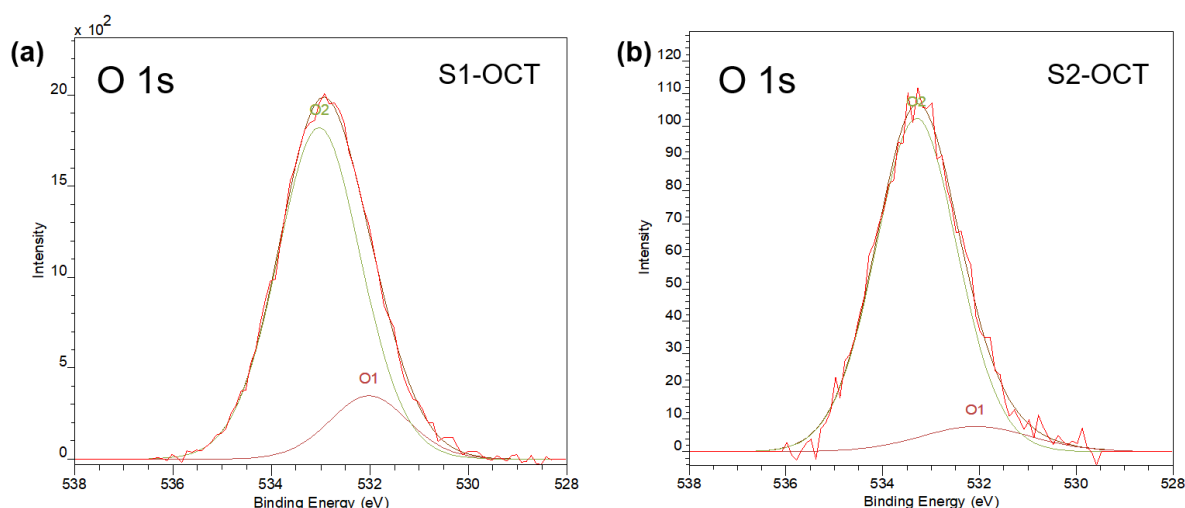 (a)
x 10²
O 1s
S1-OCT
O2
O1
20
15
10
5
0
Intensity
538
536
534
532
530
528
Binding Energy (eV)
(b)
O 1s
S2-OCT
O2
O1
120
110
100
90
80
70
60
50
40
30
20
10
0
Intensity
538
536
534
532
530
528
Binding Energy (eV)